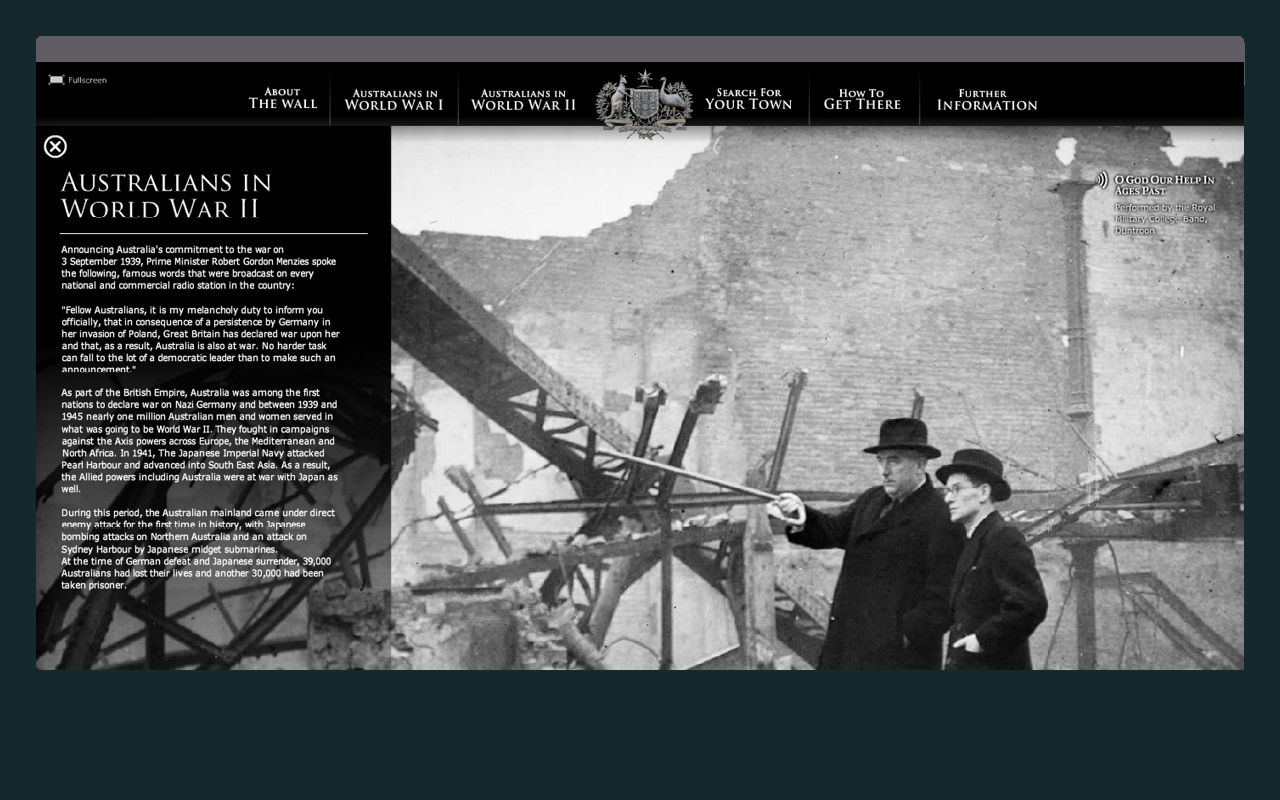 Fullscreen
About
The Wall
Australians in
World War I
Australians in
World War II
Search For
Your Town
How To
Get There
Further
Information
Australians in
World War II
Announcing Australia's commitment to the war on
3 September 1939, Prime Minister Robert Gordon Menzies spoke
the following, famous words that were broadcast on every
national and commercial radio station in the country:
"Fellow Australians, it is my melancholy duty to inform you
officially, that in consequence of a persistence by Germany in
her invasion of Poland, Great Britain has declared war upon her
and that, as a result, Australia is also at war. No harder task
can fall to the lot of a democratic leader than to make such an
announcement."
As part of the British Empire, Australia was among the first
nations to declare war on Nazi Germany and between 1939 and
1945 nearly one million Australian men and women served in
what was going to be World War II. They fought in campaigns
against the Axis powers across Europe, the Mediterranean and
North Africa. In 1941, The Japanese Imperial Navy attacked
Pearl Harbour and advanced into South East Asia. As a result,
the Allied powers including Australia were at war with Japan as
well.
During this period, the Australian mainland came under direct
enemy attack for the first time in history, with Japanese
bombing attacks on Northern Australia and an attack on
Sydney Harbour by Japanese midget submarines.
At the time of German defeat and Japanese surrender, 39,000
Australians had lost their lives and another 30,000 had been
taken prisoner.
O God Our Help In
Ages Past
Performed by the Royal
Military College Band,
Duntroon